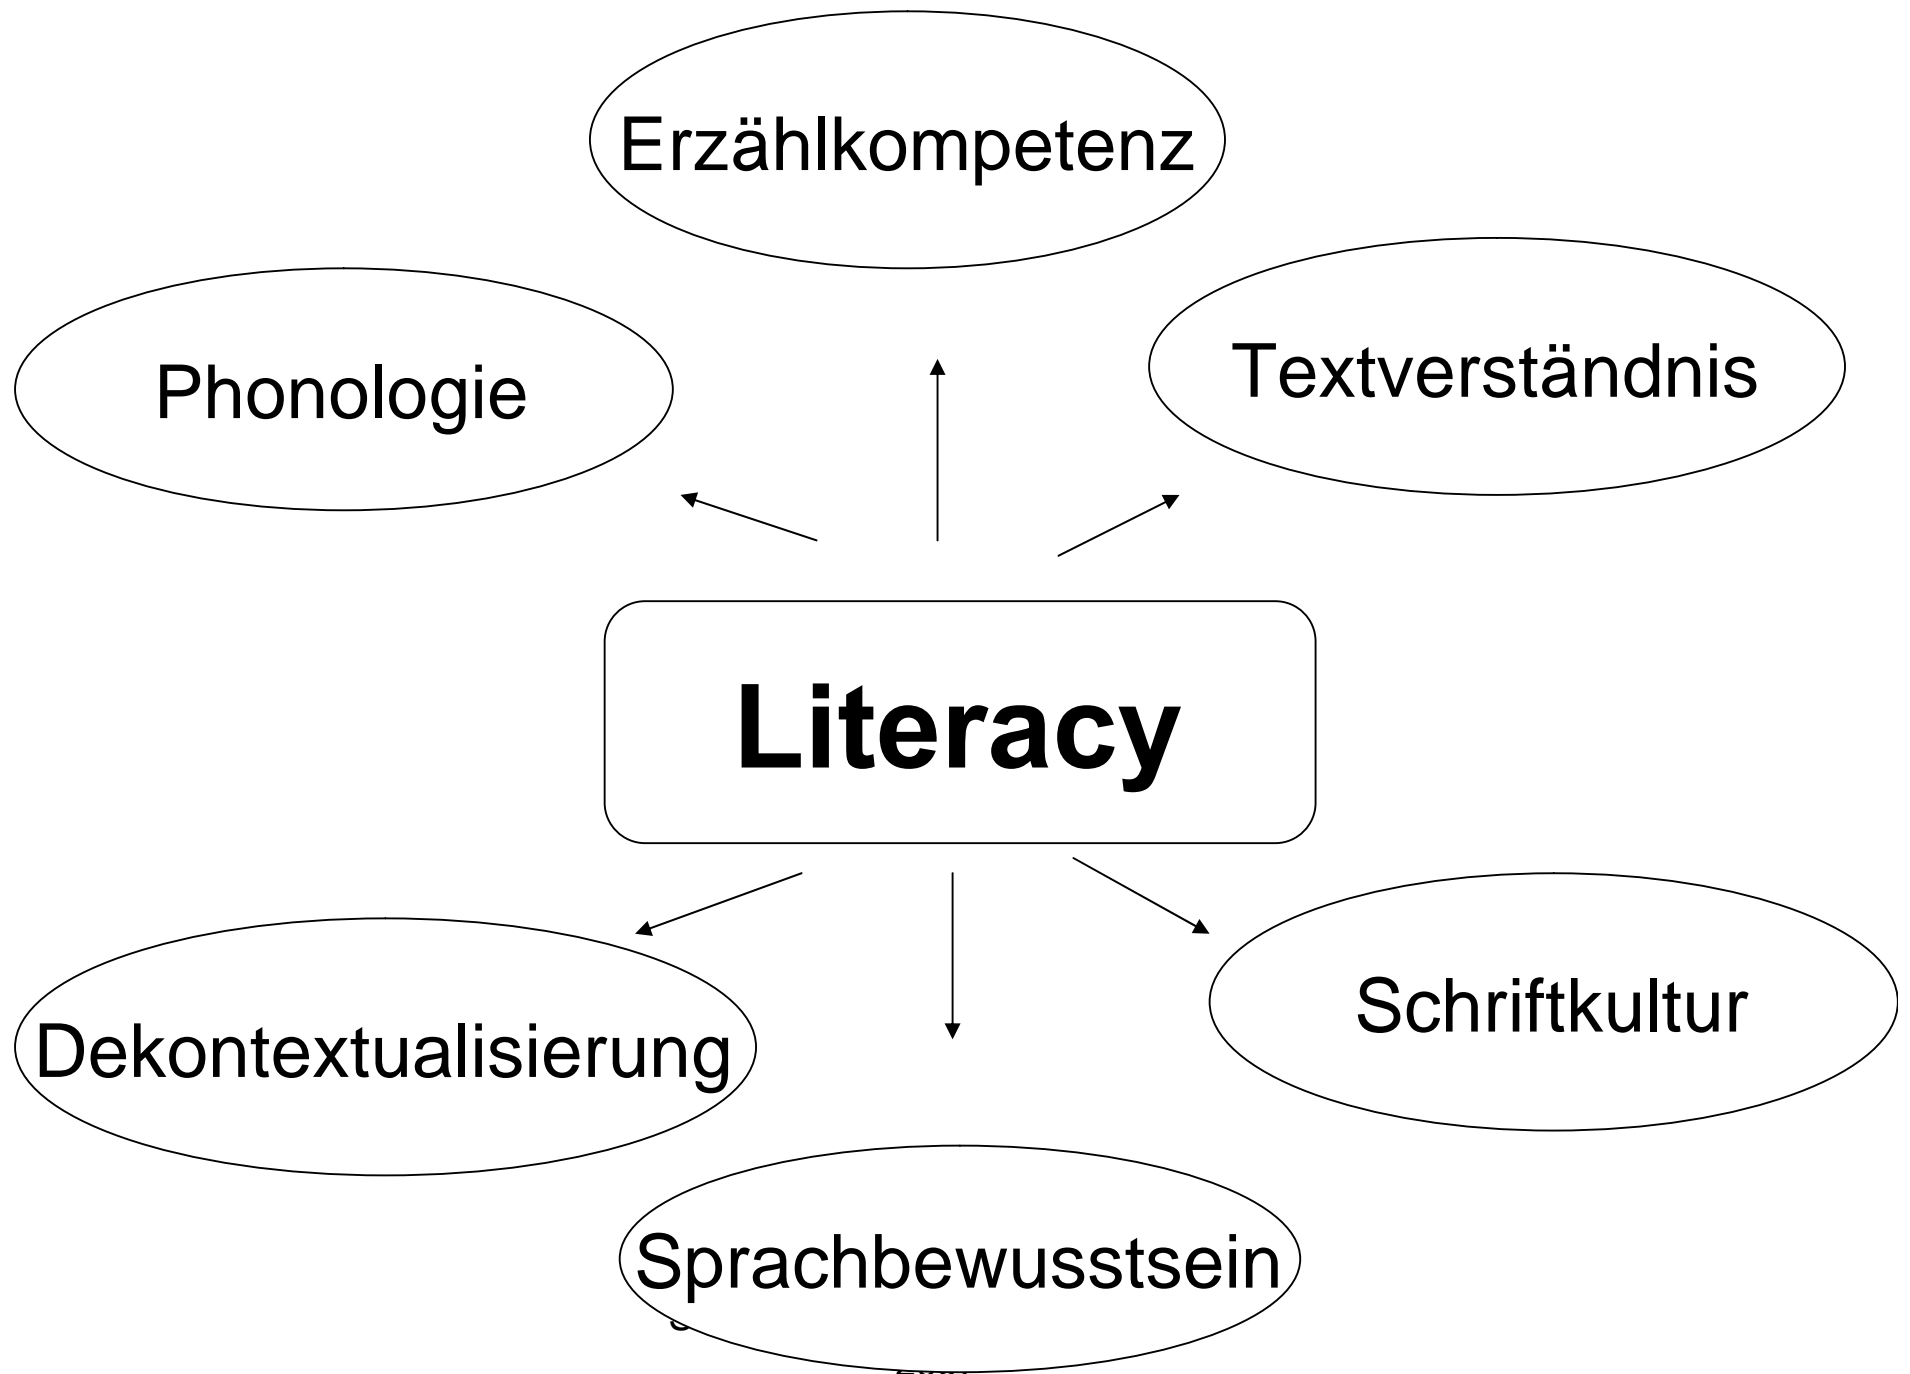 Erzählkompetenz
Phonologie
Textverständnis
Literacy
Dekontextualisierung
Schriftkultur
Sprachbewusstsein